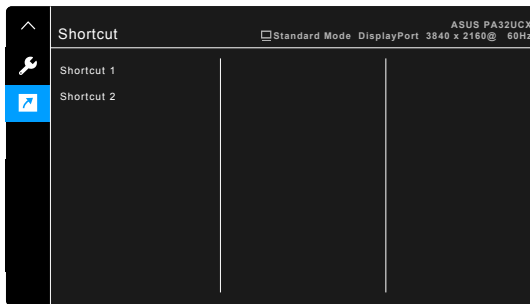 ASUS PA32UCX
Shortcut
Standard Mode DisplayPort 3840 x 2160@ 60Hz
Shortcut 1
Shortcut 2